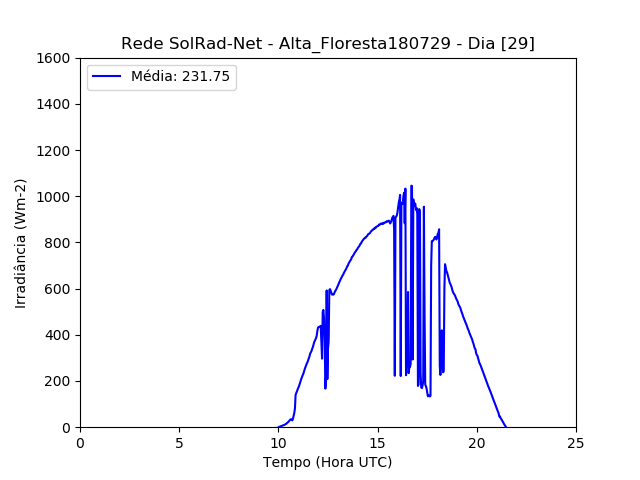 Rede SolRad-Net - Alta_Floresta180729 - Dia [29]
Média: 231.75
Irradiância (Wm-2)
1600
1400
1200
1000
800
600
400
200
0
0 5 10 15 20 25
Tempo (Hora UTC)